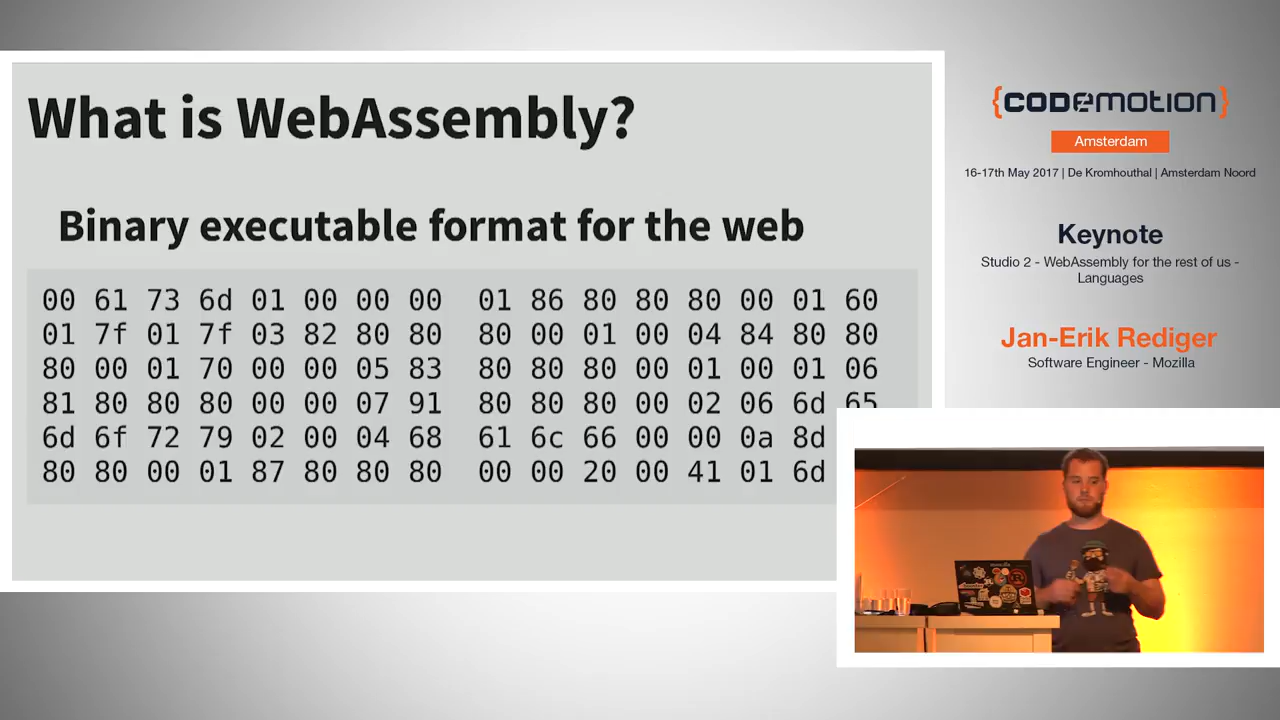 What is WebAssembly?
Binary executable format for the web
00 61 73 6d 01 00 00 00 01 86 80 80 80 00 01 60
01 7f 01 7f 03 82 80 80 80 00 01 00 04 84 80 80
80 00 01 70 00 00 05 83 80 80 80 00 01 00 01 06
81 80 80 80 00 00 07 91 80 80 80 00 02 06 6d 65
6d 6f 72 79 02 00 04 68 61 6c 66 00 00 0a 8d
80 80 00 01 87 80 80 80 00 00 20 00 41 01 6d
{CODEMOTION}
Amsterdam
16-17th May 2017 | De Kromhouthal | Amsterdam Noord
Keynote
Studio 2 - WebAssembly for the rest of us -
Languages
Jan-Erik Rediger
Software Engineer - Mozilla